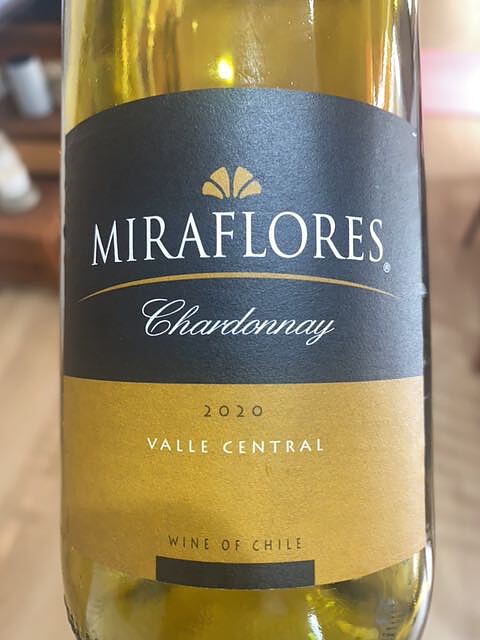 MIRAFLORES®
Chardonnay
2020
VALLE CENTRAL
WINE OF CHILE